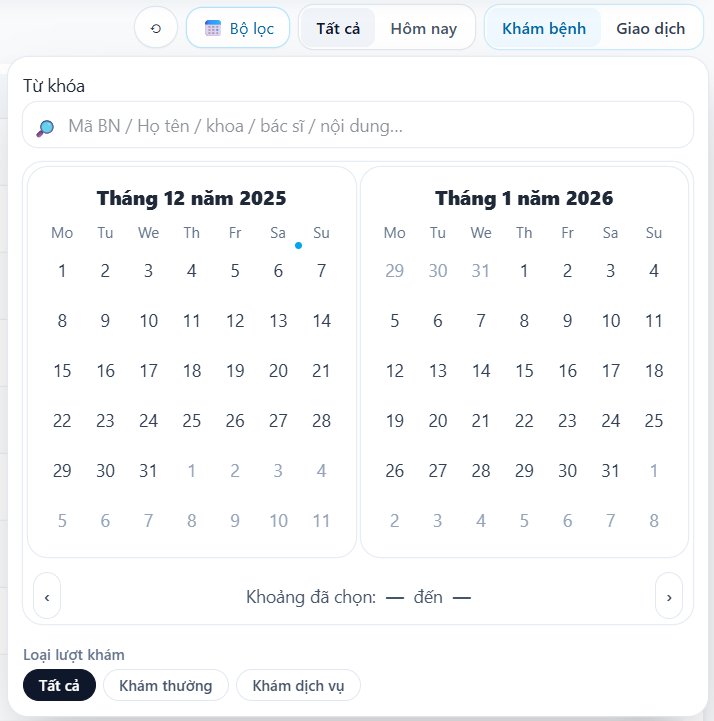 Bộ lọc Tất cả Hôm nay Khám bệnh Giao dịch
Từ khóa
Mã BN / Họ tên / khoa / bác sĩ / nội dung...
Tháng 12 năm 2025
Mo Tu We Th Fr Sa Su
1 2 3 4 5 6 7
8 9 10 11 12 13 14
15 16 17 18 19 20 21
22 23 24 25 26 27 28
29 30 31 1 2 3 4
5 6 7 8 9 10 11
Tháng 1 năm 2026
Mo Tu We Th Fr Sa Su
29 30 31 1 2 3 4
5 6 7 8 9 10 11
12 13 14 15 16 17 18
19 20 21 22 23 24 25
26 27 28 29 30 31 1
2 3 4 5 6 7 8
‹ Khoảng đã chọn: — đến — ›
Loại lượt khám
Tất cả Khám thường Khám dịch vụ